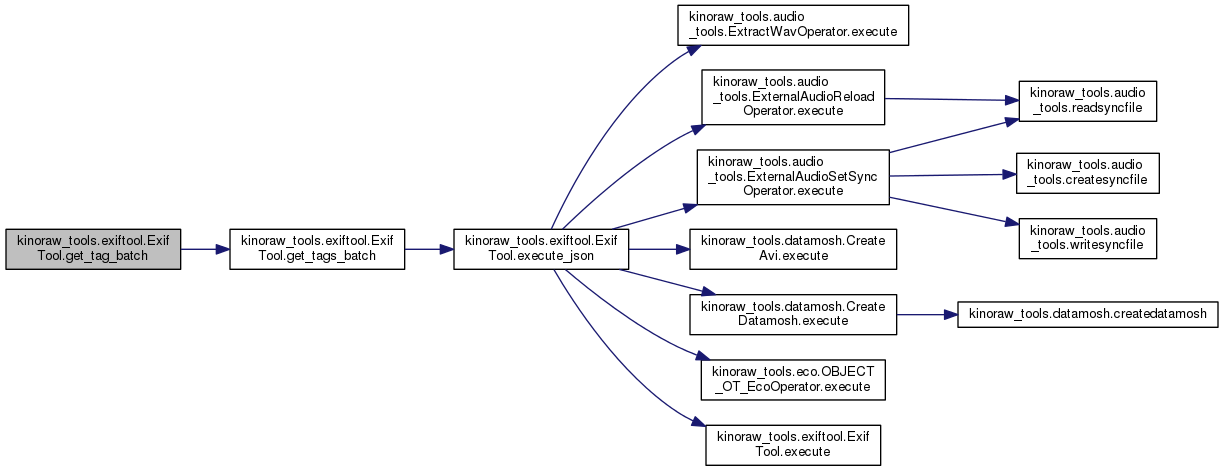 kinoraw_tools.audio
_tools.ExtractWavOperator.execute
kinoraw_tools.audio
_tools.ExternalAudioReload
Operator.execute
kinoraw_tools.audio
_tools.readsyncfile
kinoraw_tools.audio
_tools.ExternalAudioSetSync
Operator.execute
kinoraw_tools.audio
_tools.createsyncfile
kinoraw_tools.audio
_tools.writesyncfile
kinoraw_tools.exiftool.Exif
Tool.get_tag_batch
kinoraw_tools.exiftool.Exif
Tool.get_tags_batch
kinoraw_tools.exiftool.Exif
Tool.execute_json
kinoraw_tools.datamosh.Create
Avi.execute
kinoraw_tools.datamosh.Create
Datamosh.execute
kinoraw_tools.datamosh.createdatamosh
kinoraw_tools.eco.OBJECT
_OT_EcoOperator.execute
kinoraw_tools.exiftool.Exif
Tool.execute